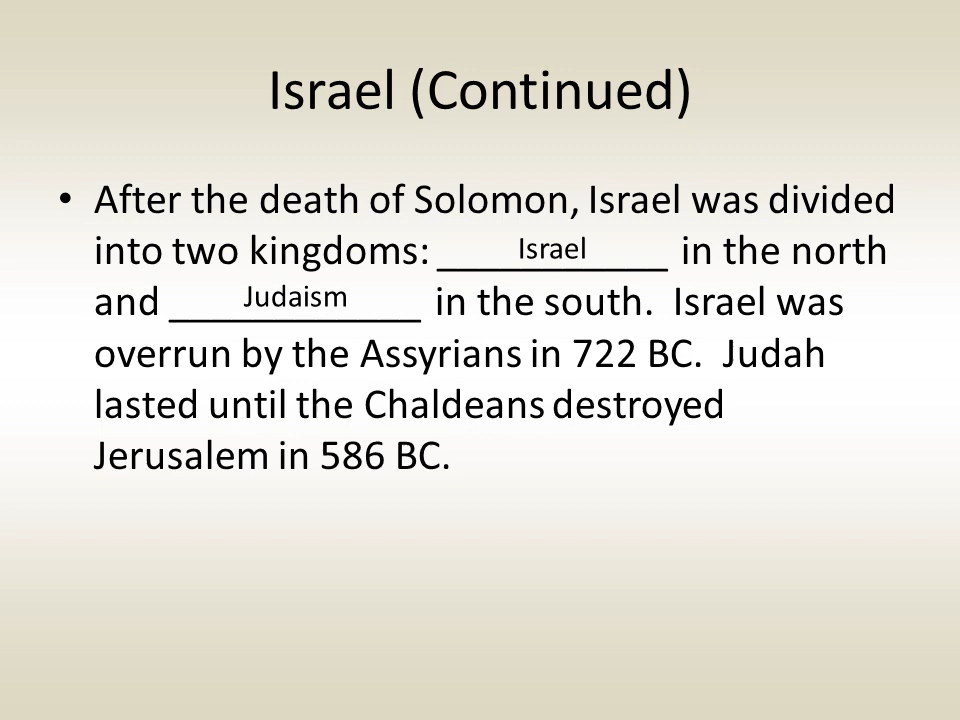 Israel (Continued)
• After the death of Solomon, Israel was divided
into two kingdoms: ___________ in the north
Israel
and ____________ in the south. Israel was
Judaism
overrun by the Assyrians in 722 BC. Judah
lasted until the Chaldeans destroyed
Jerusalem in 586 BC.